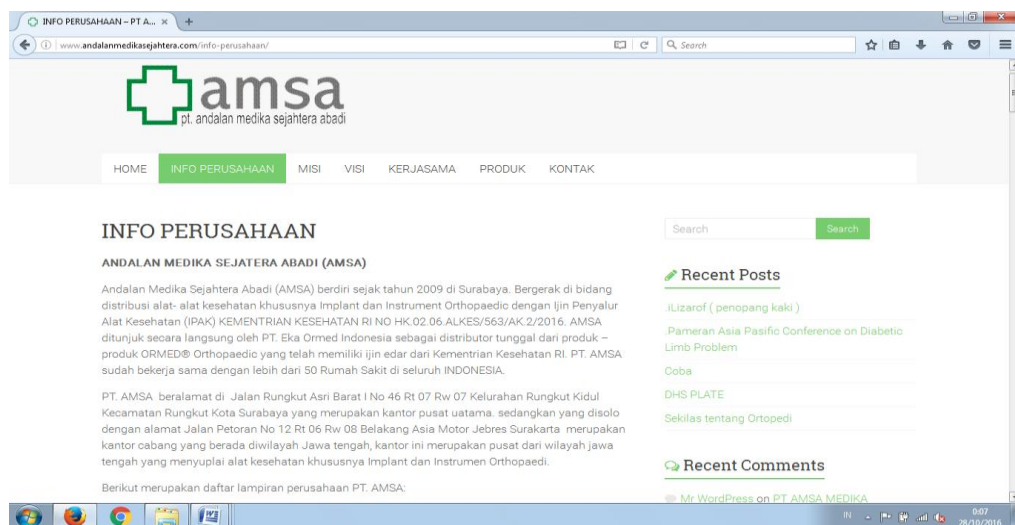 INFO PERUSAHAAN – PT A...
www.andalanmedikasejahtera.com/info-perusahaan/
Search
amsa
pt. andalan medika sejahtera abadi
HOME INFO PERUSAHAAN MISI VISI KERJASAMA PRODUK KONTAK
INFO PERUSAHAAN
ANDALAN MEDIKA SEJATERA ABADI (AMSA)
Andalan Medika Sejahtera Abadi (AMSA) berdiri sejak tahun 2009 di Surabaya. Bergerak di bidang
distribusi alat- alat kesehatan khususnya Implant dan Instrument Orthopaedic dengan Ijin Penyalur
Alat Kesehatan (IPAK) KEMENTRIAN KESEHATAN RI NO HK.02.06.ALKES/563/AK.2/2016. AMSA
ditunjuk secara langsung oleh PT. Eka Ormed Indonesia sebagai distributor tunggal dari produk –
produk ORMED® Orthopaedic yang telah memiliki ijin edar dari Kementrian Kesehatan RI. PT. AMSA
sudah bekerja sama dengan lebih dari 50 Rumah Sakit di seluruh INDONESIA.
PT. AMSA beralamat di Jalan Rungkut Asri Barat I No 46 Rt 07 Rw 07 Kelurahan Rungkut Kidul
Kecamatan Rungkut Kota Surabaya yang merupakan kantor pusat uatama. sedangkan yang disolo
dengan alamat Jalan Petoran No 12 Rt 06 Rw 08 Belakang Asia Motor Jebres Surakarta merupakan
kantor cabang yang berada diwilayah Jawa tengah, kantor ini merupakan pusat dari wilayah jawa
tengah yang menyuplai alat kesehatan khususnya Implant dan Instrumen Orthopaedi.
Berikut merupakan daftar lampiran perusahaan PT. AMSA:
Search Search
Recent Posts
.iLizarof ( penopang kaki )
.Pameran Asia Pasific Conference on Diabetic
Limb Problem
Coba
DHS PLATE
Sekilas tentang Ortopedi
Recent Comments
Mr WordPress on PT AMSA MEDIKA
IN
0:07
28/10/2016